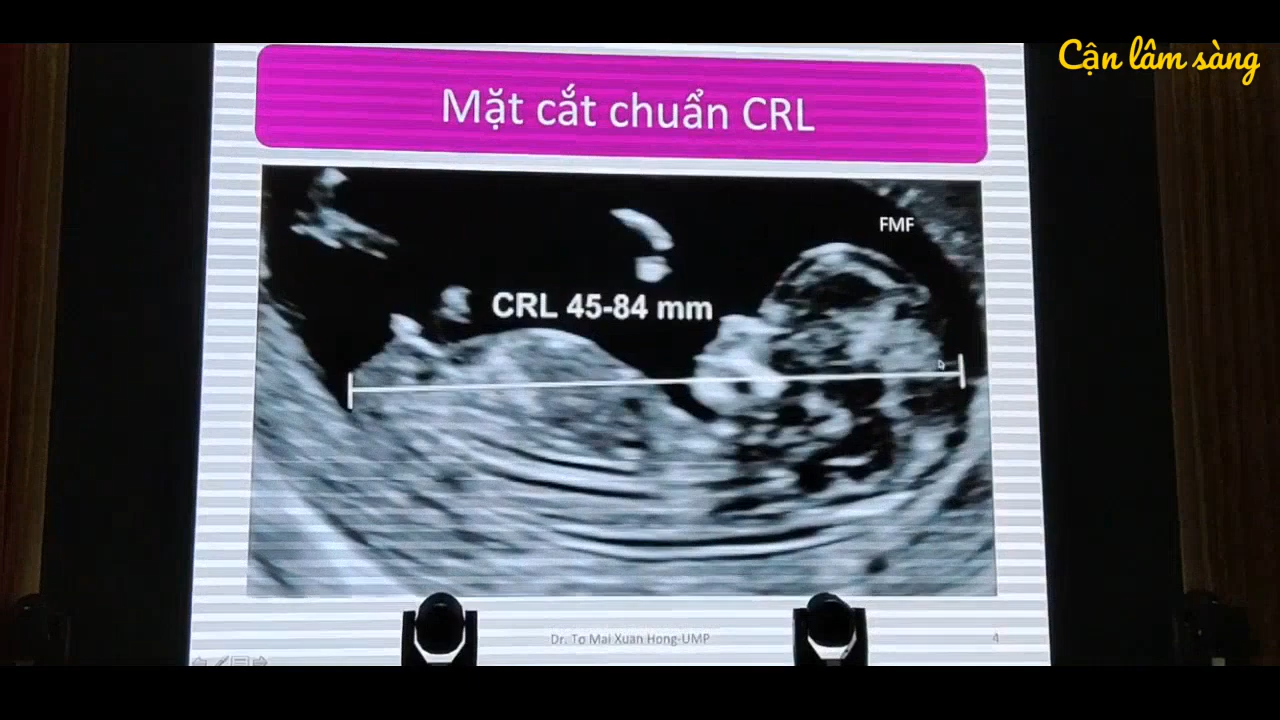 Cận lâm sàng
Mặt cắt chuẩn CRL
FMF
CRL 45-84 mm
Dr. To Mai Xuan Hong-UMP
4